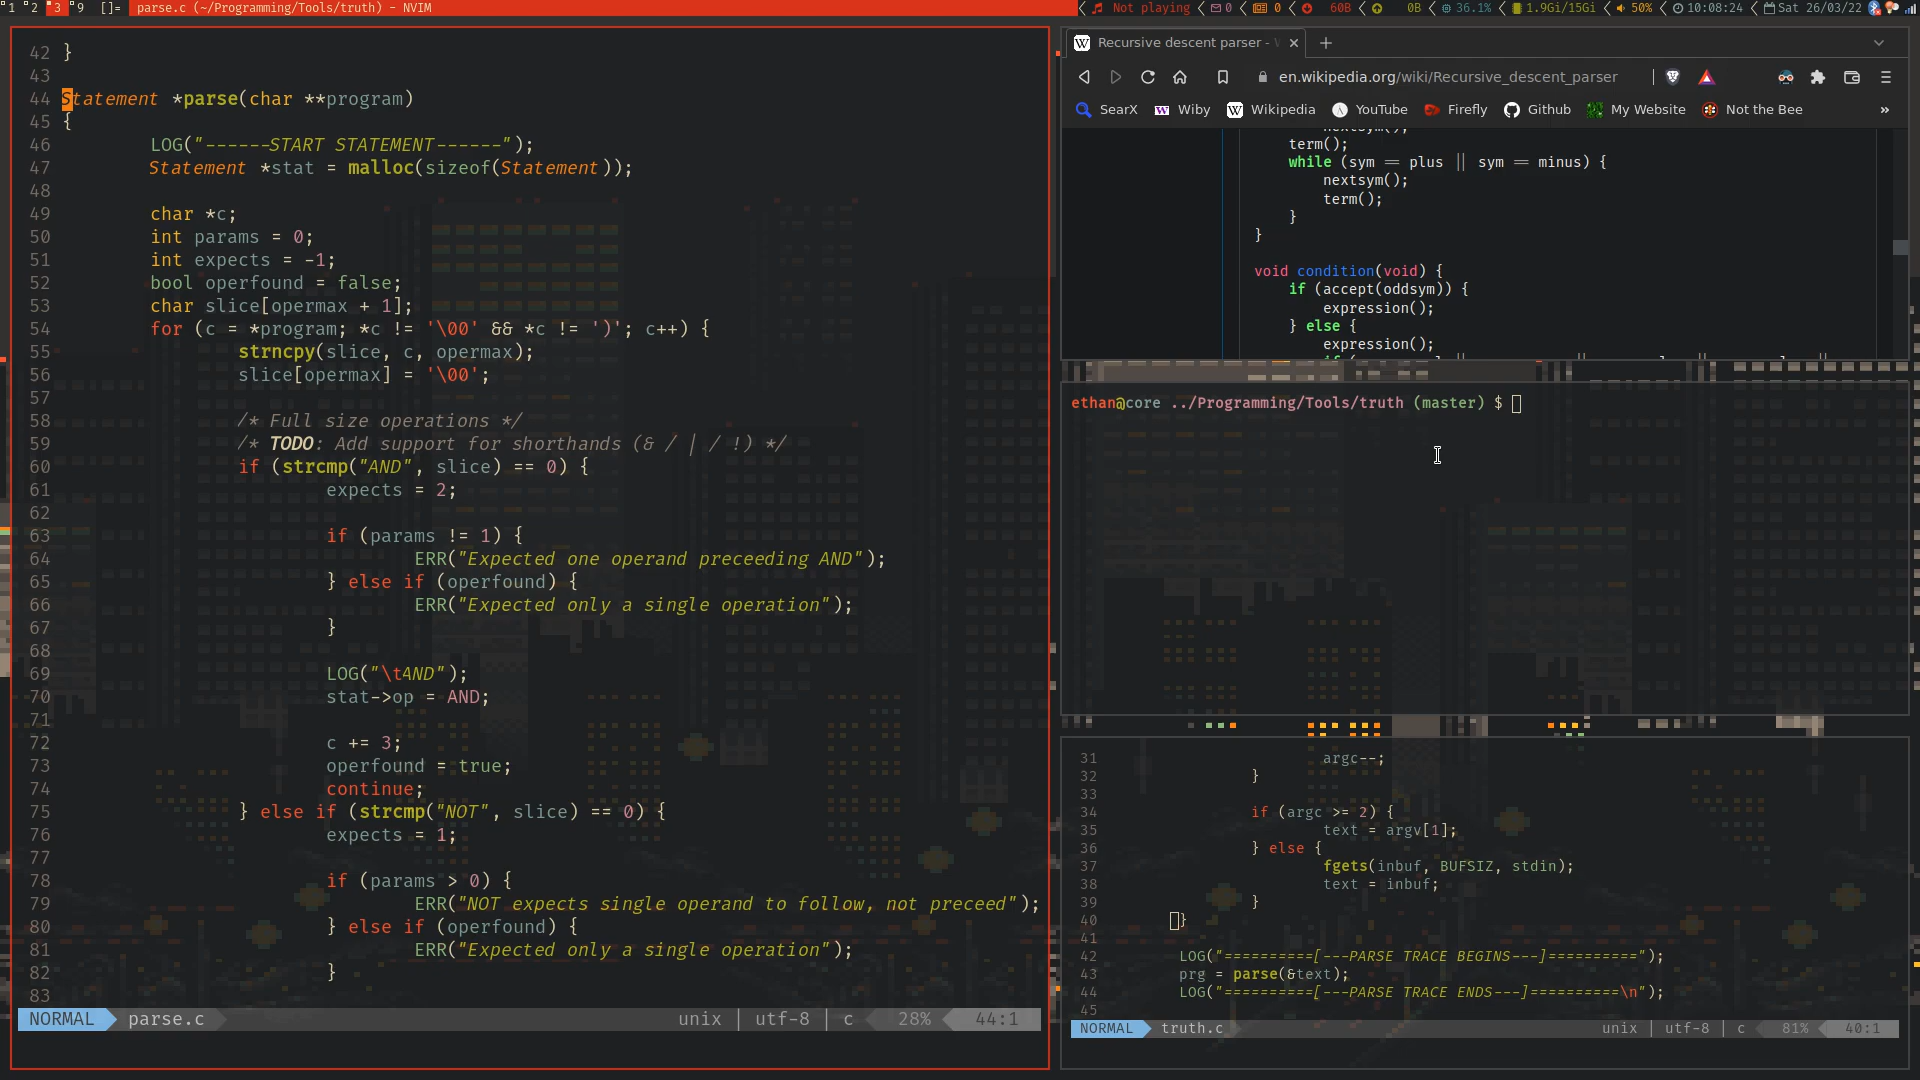 1 2 3 9 []= parse.c (~/Programming/Tools/truth) - NVIM
Not playing 0 0 60B 0B 36.1% 1.9Gi/15Gi 50% 10:08:24 Sat 26/03/22
42 }
43
44 Statement *parse(char **program)
45 {
46 LOG("------START STATEMENT------");
47 Statement *stat = malloc(sizeof(Statement));
48
49 char *c;
50 int params = 0;
51 int expects = -1;
52 bool operfound = false;
53 char slice[opermax + 1];
54 for (c = *program; *c != '\00' && *c != ')'; c++) {
55 strncpy(slice, c, opermax);
56 slice[opermax] = '\00';
57
58 /* Full size operations */
59 /* TODO: Add support for shorthands (& / | / !) */
60 if (strcmp("AND", slice) == 0) {
61 expects = 2;
62
63 if (params != 1) {
64 ERR("Expected one operand preceeding AND");
65 } else if (operfound) {
66 ERR("Expected only a single operation");
67 }
68
69 LOG("\tAND");
70 stat->op = AND;
71
72 c += 3;
73 operfound = true;
74 continue;
75 } else if (strcmp("NOT", slice) == 0) {
76 expects = 1;
77
78 if (params > 0) {
79 ERR("NOT expects single operand to follow, not preceed");
80 } else if (operfound) {
81 ERR("Expected only a single operation");
82 }
83
NORMAL parse.c unix | utf-8 | c 28% 44:1
Recursive descent parser -
en.wikipedia.org/wiki/Recursive_descent_parser
SearX Wiby Wikipedia YouTube Firefly Github My Website Not the Bee »
nextsym();
term();
while (sym == plus || sym == minus) {
nextsym();
term();
}
}
void condition(void) {
if (accept(oddsym)) {
expression();
} else {
expression();
ethan@core ../Programming/Tools/truth (master) $
31 argc--;
32 }
33
34 if (argc >= 2) {
35 text = argv[1];
36 } else {
37 fgets(inbuf, BUFSIZ, stdin);
38 text = inbuf;
39 }
40 }
41
42 LOG("==========[---PARSE TRACE BEGINS---]==========");
43 prg = parse(&text);
44 LOG("==========[---PARSE TRACE ENDS---]==========\n");
45
NORMAL truth.c unix | utf-8 | c 81% 40:1